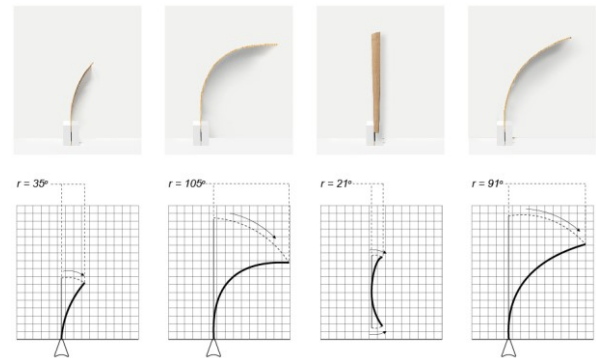 r = 35º
r = 105º
r = 21º
r = 91º